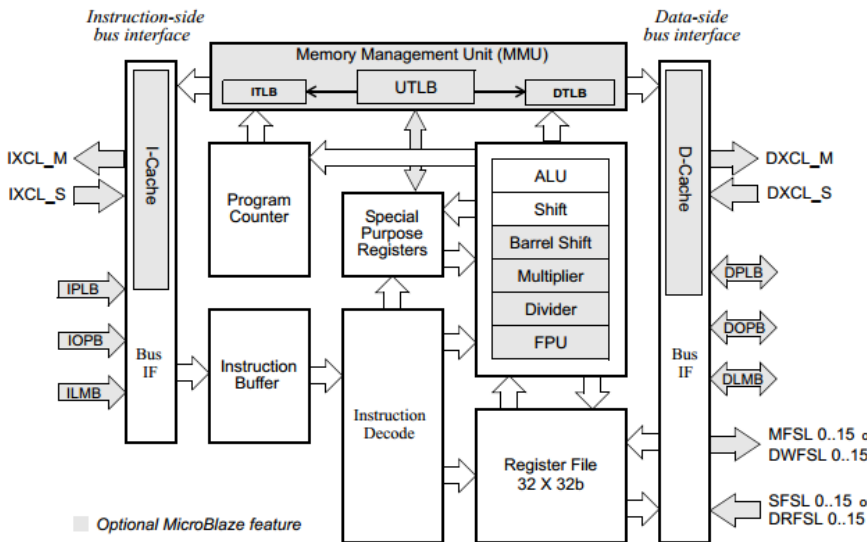 Instruction-side
bus interface
Data-side
bus interface
Memory Management Unit (MMU)
ITLB
UTLB
DTLB
I-Cache
D-Cache
IXCL_M
IXCL_S
DXCL_M
DXCL_S
Program
Counter
Special
Purpose
Registers
ALU
Shift
Barrel Shift
Multiplier
Divider
FPU
IPLB
IOPB
ILMB
Bus
IF
Instruction
Buffer
Instruction
Decode
Register File
32 X 32b
Bus
IF
DPLB
DOPB
DLMB
MFSL 0..15 o
DWFSL 0..15
SFSL 0..15 o
DRFSL 0..15
Optional MicroBlaze feature